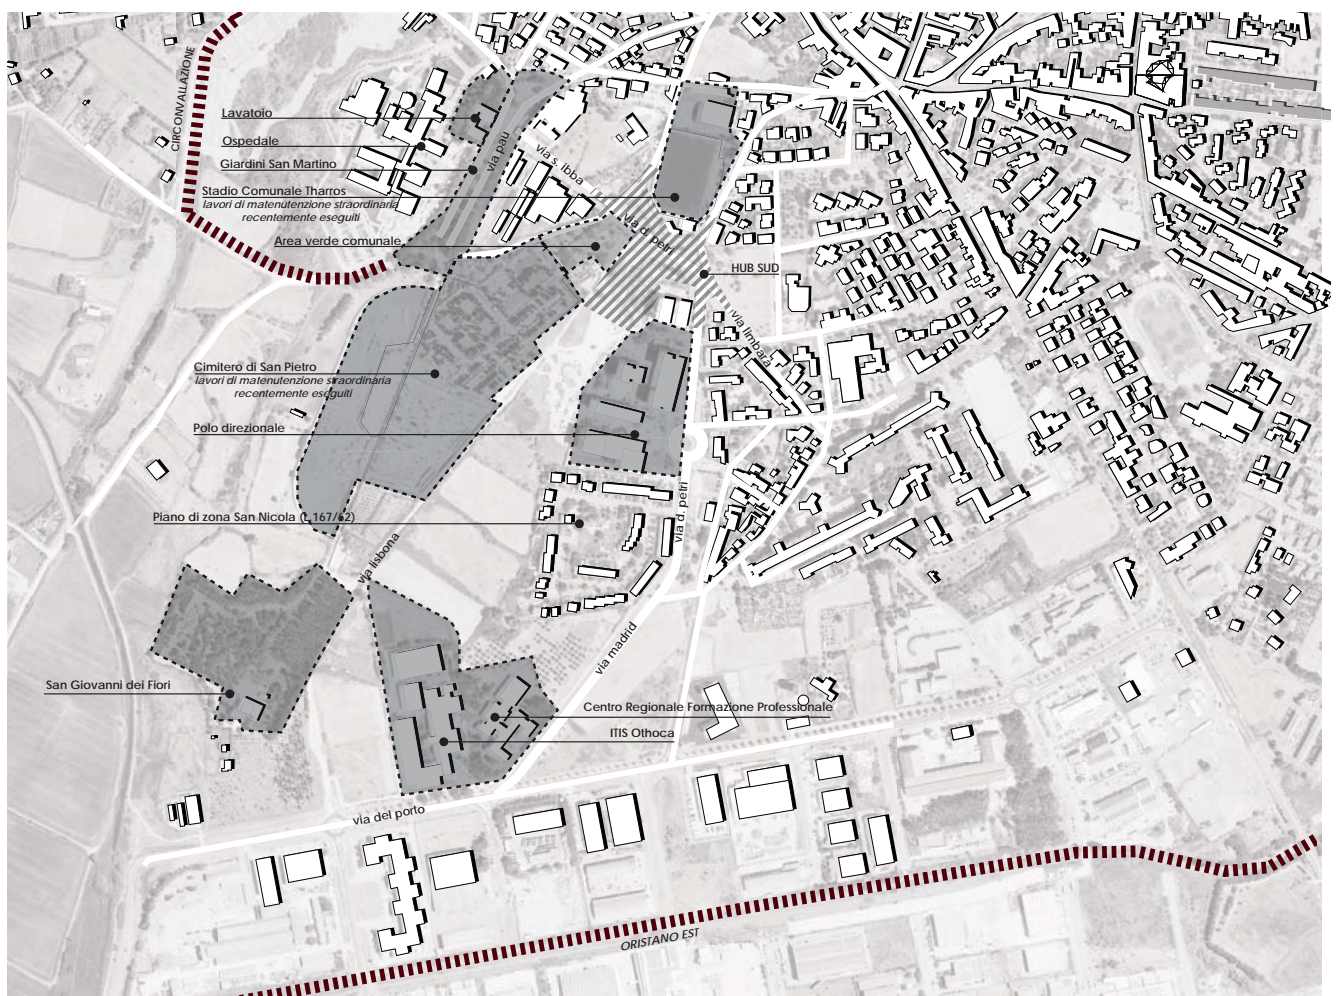 CIRCONVALLAZIONE
Lavatoio
Ospedale
Giardini San Martino
Stadio Comunale Tharros
lavori di matenutenzione straordinaria
recentemente eseguiti
Area verde comunale
via pau
via s. ibba
via d. petri
HUB SUD
via limbara
Cimitero di San Pietro
lavori di matenutenzione straordinaria
recentemente eseguiti
Polo direzionale
Piano di zona San Nicola (L.167/62)
via d. petri
via lisbona
via madrid
San Giovanni dei Fiori
Centro Regionale Formazione Professionale
ITIS Othoca
via del porto
ORISTANO EST